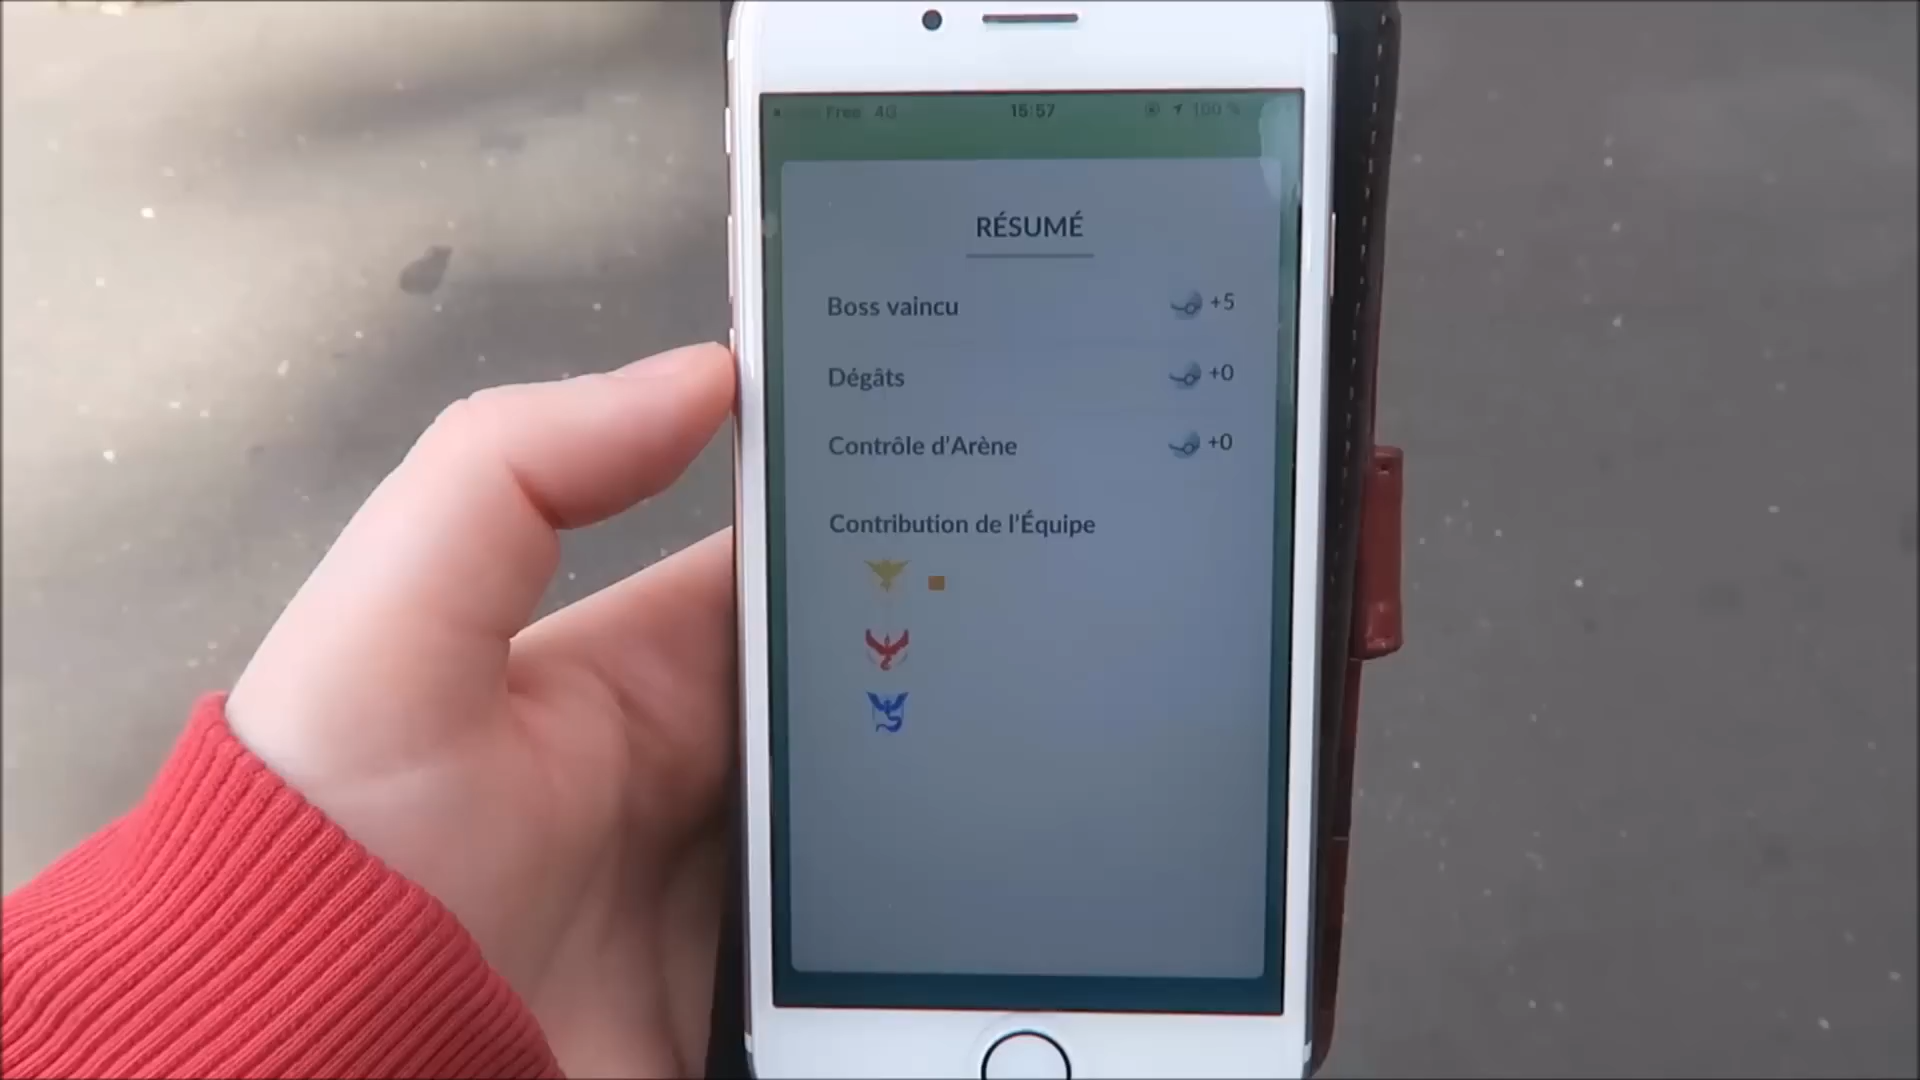 Free 4G 15:57 100 %
RÉSUMÉ
Boss vaincu +5
Dégâts +0
Contrôle d'Arène +0
Contribution de l'Équipe